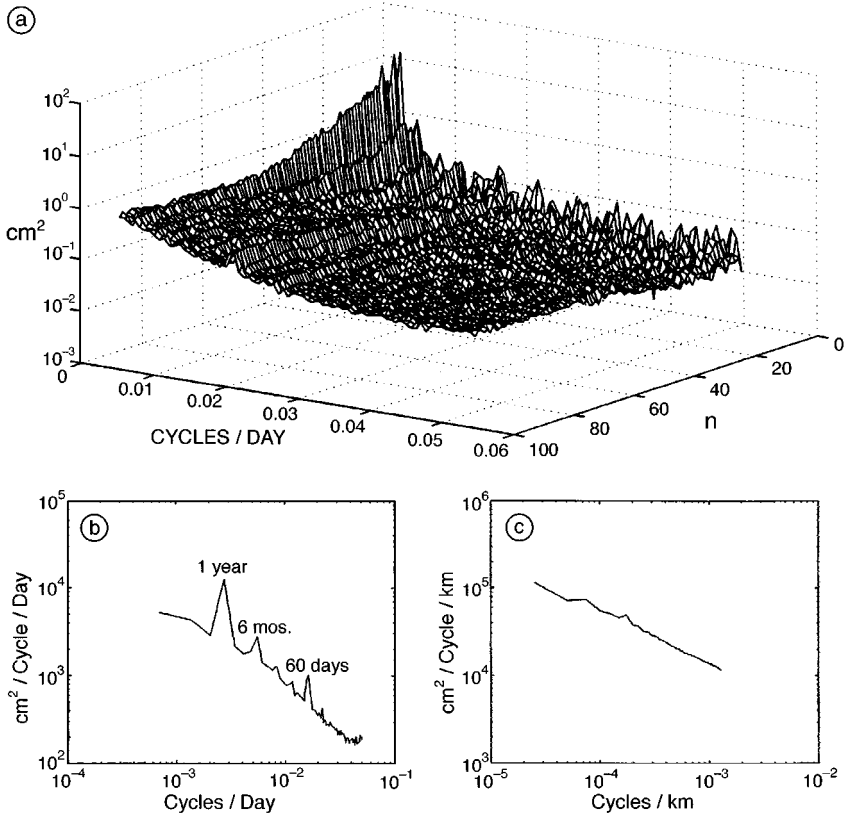 a
10²
10¹
10⁰
cm²
10⁻¹
10⁻²
10⁻³
0
0.01
0.02
0.03
0.04
0.05
0.06
CYCLES / DAY
100
80
60
40
20
0
n
b
10⁵
10⁴
10³
10²
cm² / Cycle / Day
1 year
6 mos.
60 days
10⁻⁴
10⁻³
10⁻²
10⁻¹
Cycles / Day
c
10⁶
10⁵
10⁴
10³
cm² / Cycle / km
10⁻⁵
10⁻⁴
10⁻³
10⁻²
Cycles / km